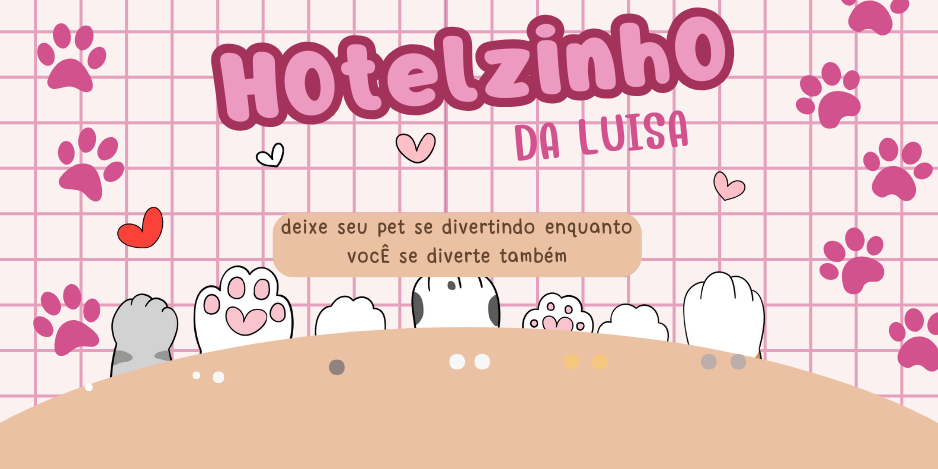 HOtelzinhO
DA LUISA
deixe seu pet se divertindo enquanto
vocÊ se diverte também